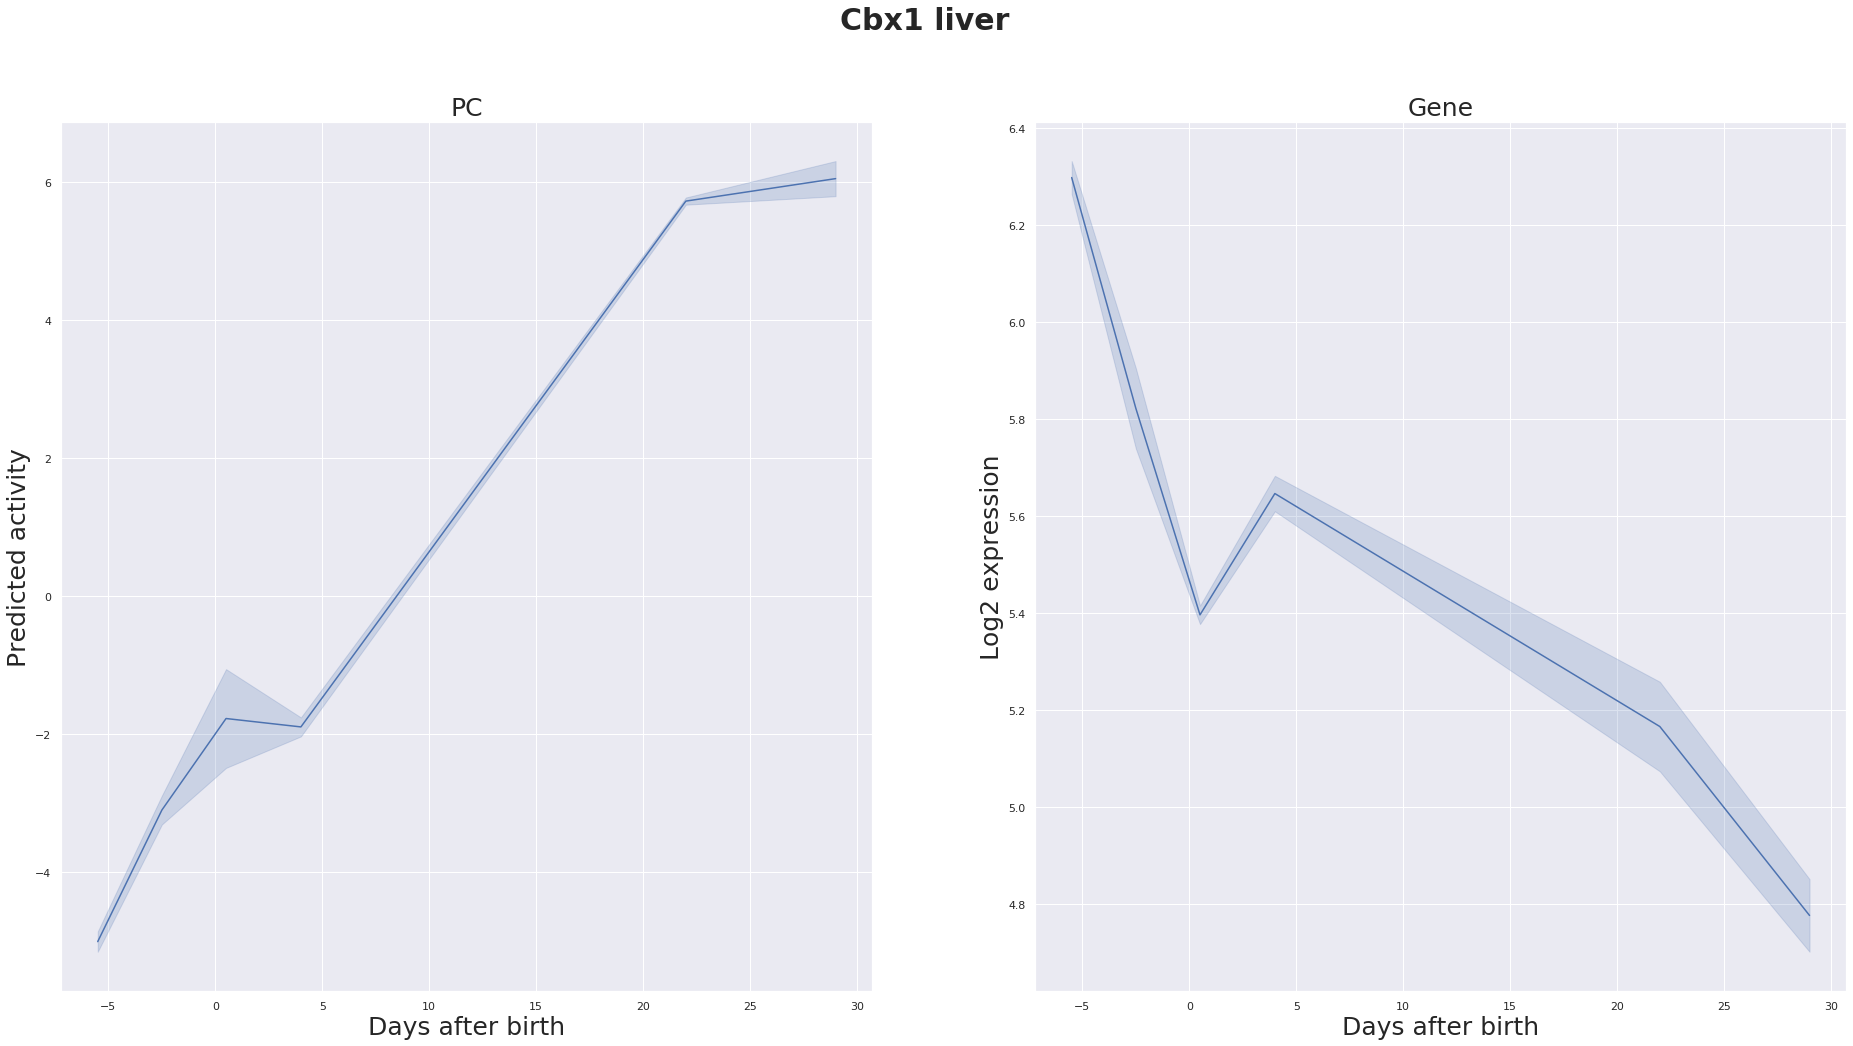 Cbx1 liver
PC
Predicted activity
6
4
2
0
−2
−4
−5 0 5 10 15 20 25 30
Days after birth
Gene
Log2 expression
6.4
6.2
6.0
5.8
5.6
5.4
5.2
5.0
4.8
−5 0 5 10 15 20 25 30
Days after birth